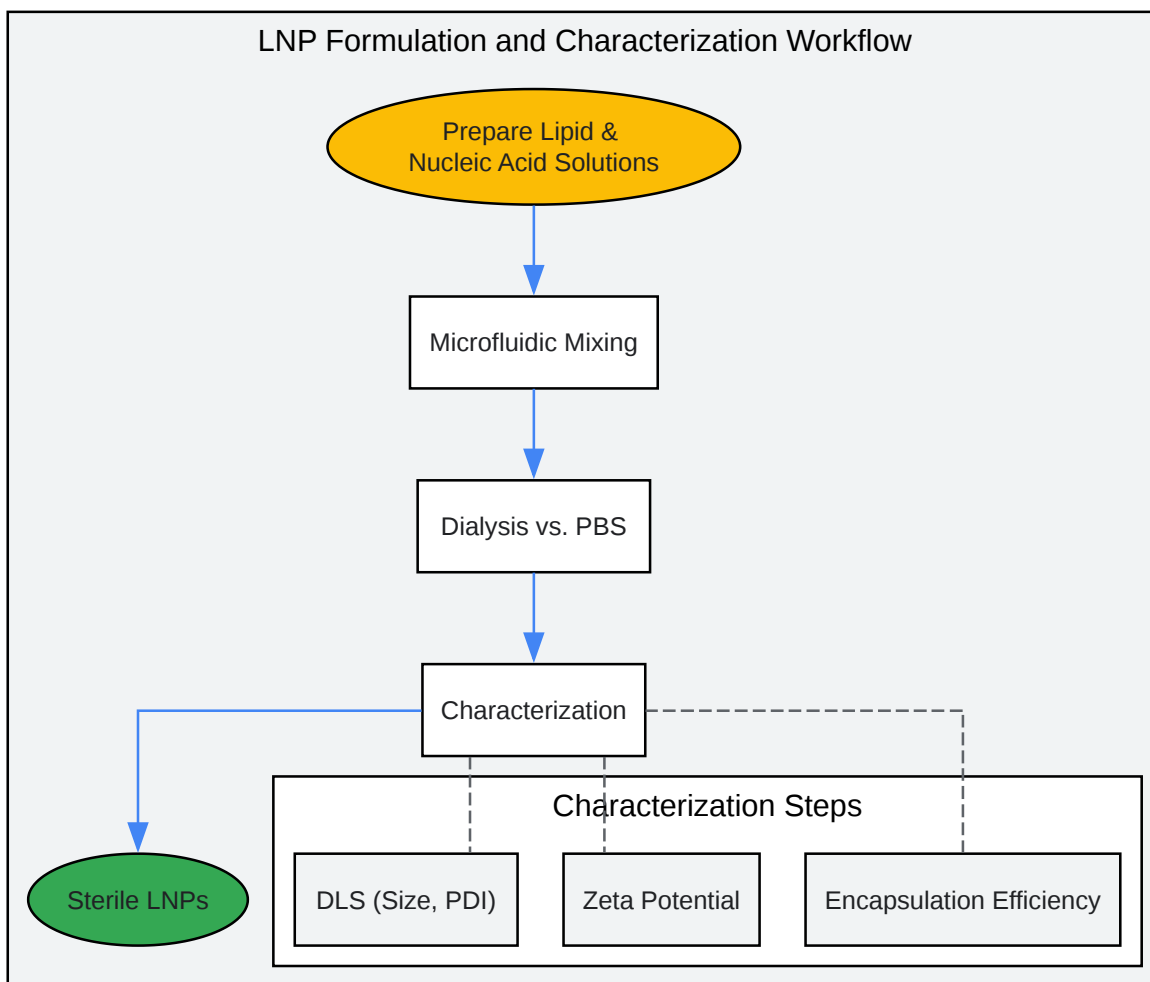 LNP Formulation and Characterization Workflow
Prepare Lipid &
Nucleic Acid Solutions
Microfluidic Mixing
Dialysis vs. PBS
Characterization
Characterization Steps
Sterile LNPs
DLS (Size, PDI)
Zeta Potential
Encapsulation Efficiency